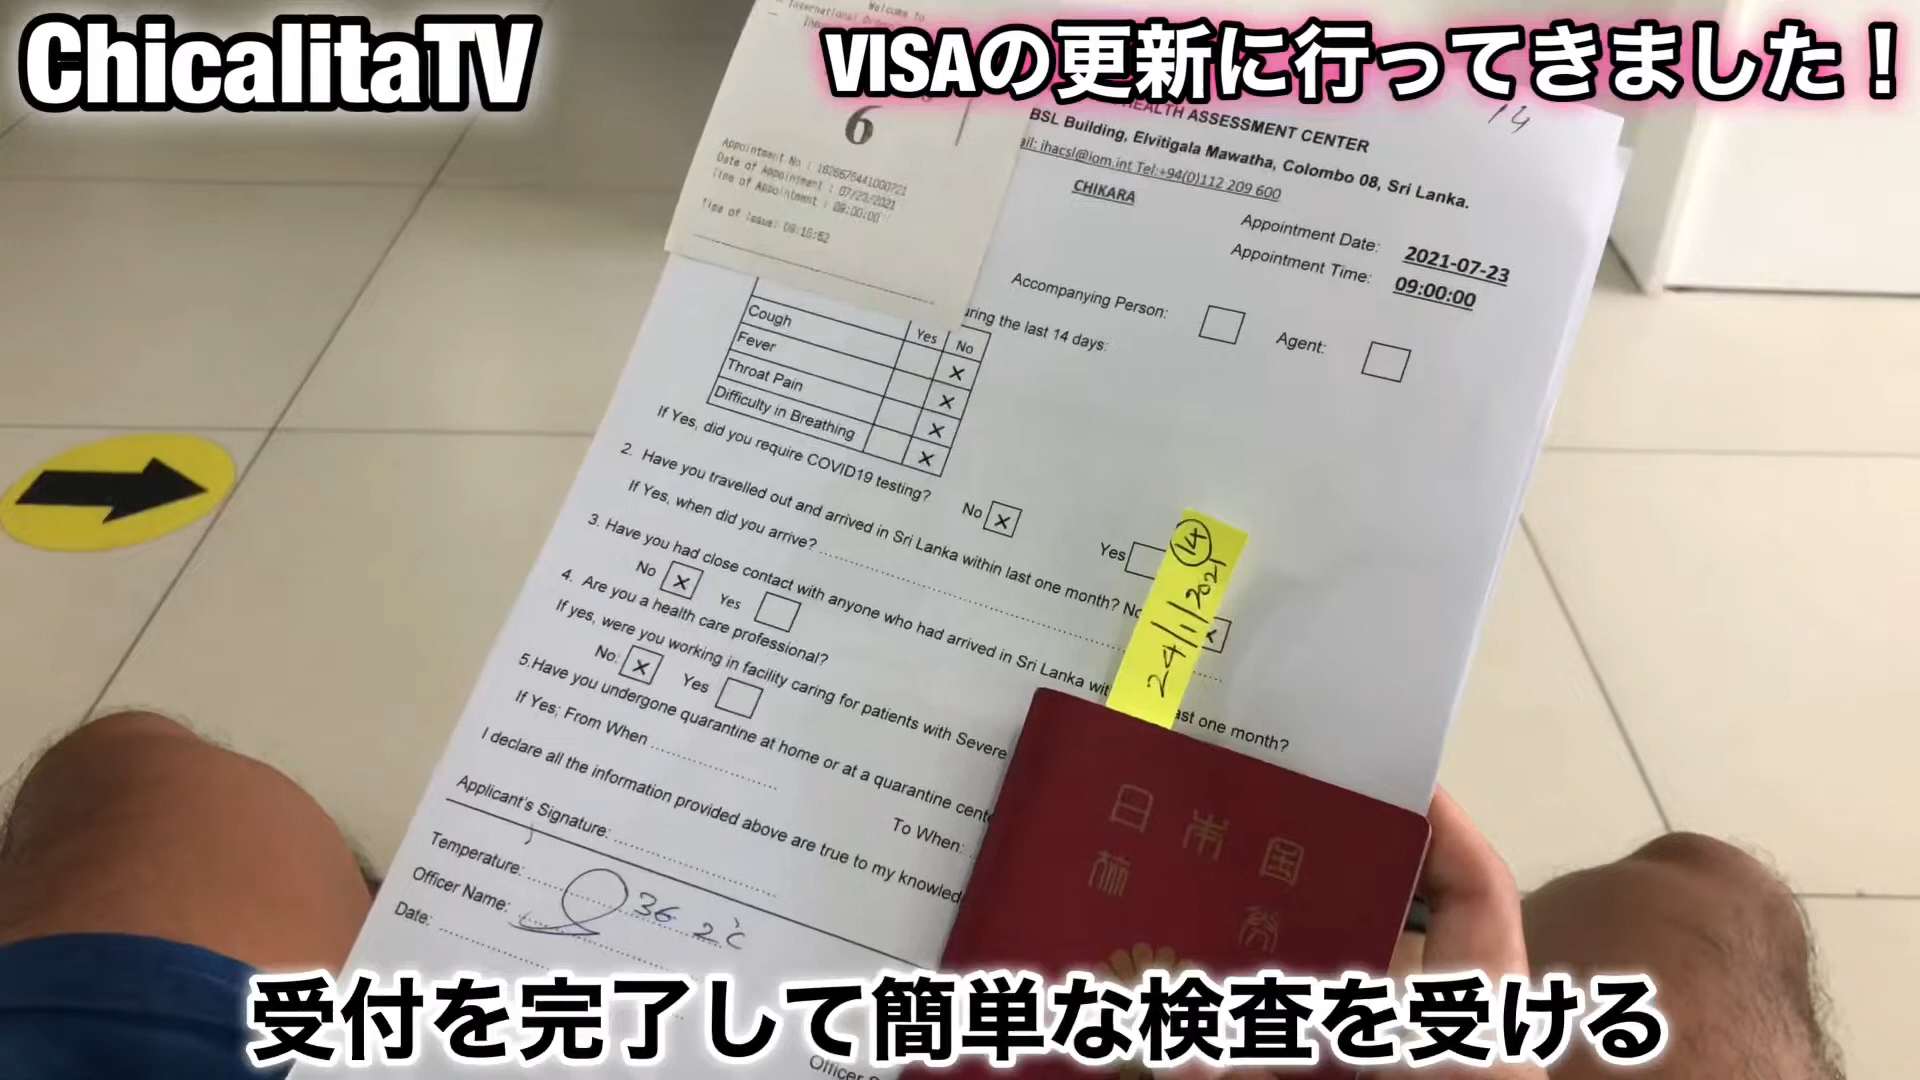 ChicalitaTV
VISAの更新に行ってきました！
Welcome to
6
Appointment No : 1626675441000721
Date of Appointment : 07/23/2021
Time of Appointment : 09:00:00
Time of Issue: 08:16:52
14
HEALTH ASSESSMENT CENTER
BSL Building, Elvitigala Mawatha, Colombo 08, Sri Lanka.
ail: ihacsl@iom.int Tel:+94(0)112 209 600
CHIKARA
Appointment Date: 2021-07-23
Appointment Time: 09:00:00
Accompanying Person:
Agent:
uring the last 14 days:
Yes No
Cough X
Fever X
Throat Pain X
Difficulty in Breathing X
If Yes, did you require COVID19 testing? No X Yes
2. Have you travelled out and arrived in Sri Lanka within last one month? No X
If Yes, when did you arrive?
3. Have you had close contact with anyone who had arrived in Sri Lanka wit ast one month?
No X Yes
4. Are you a health care professional?
If yes, were you working in facility caring for patients with Severe
No: X Yes
5.Have you undergone quarantine at home or at a quarantine cent
If Yes; From When To When:
I declare all the information provided above are true to my knowled
Applicant's Signature:
Temperature: 36 2°C
Officer Name:
Date:
Officer
14
24/1/2021
日本国
旅券
受付を完了して簡単な検査を受ける